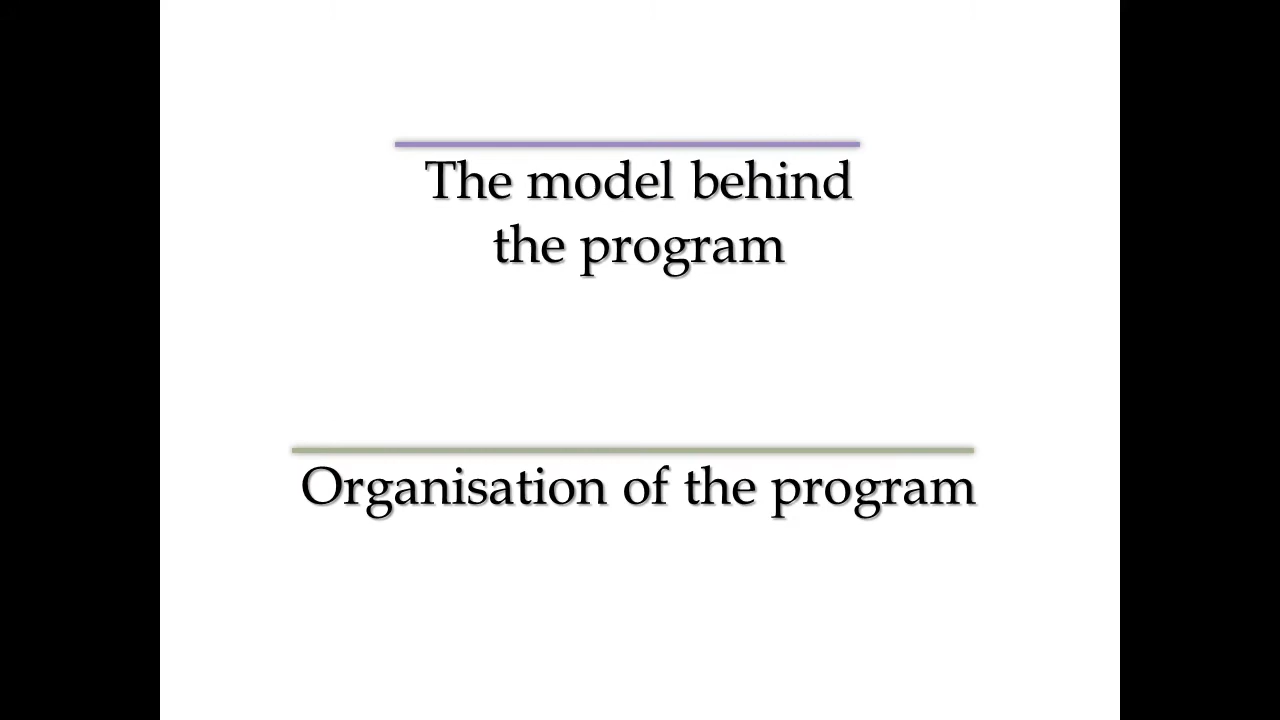 The model behind
the program
Organisation of the program